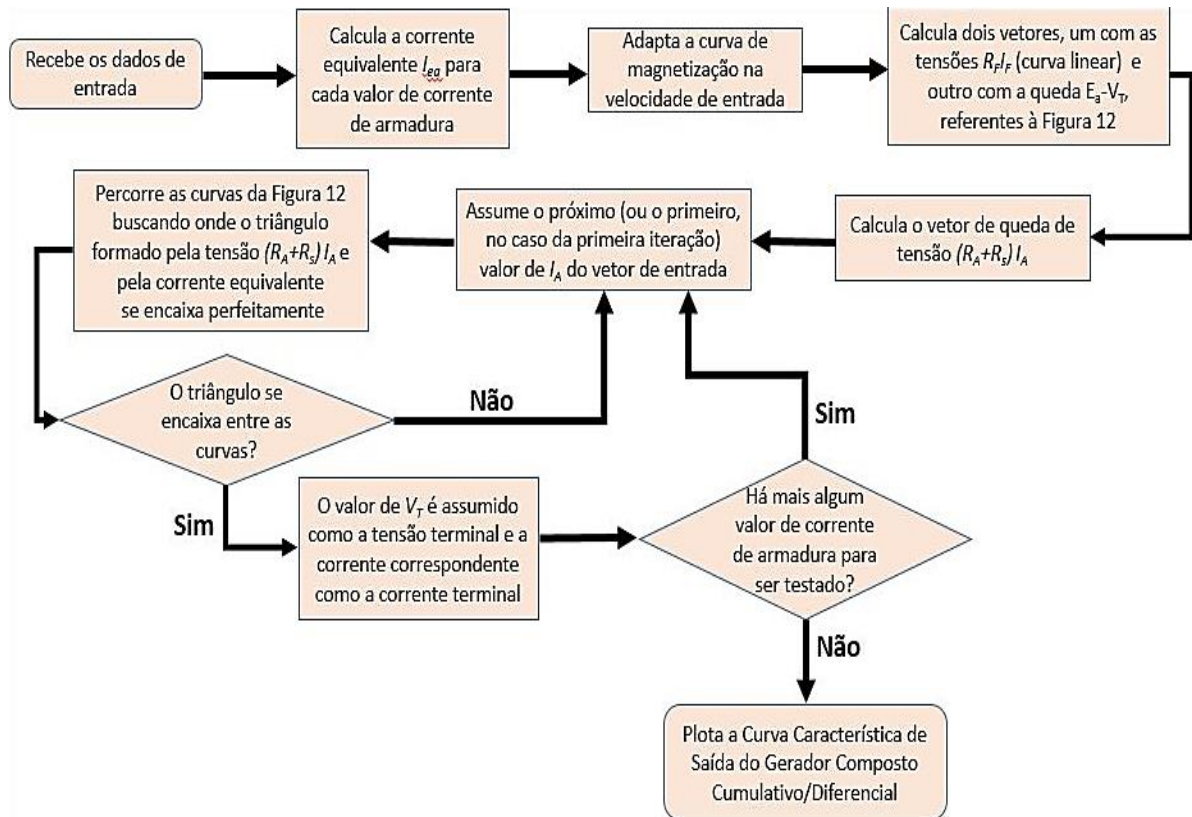 Recebe os dados de
entrada
Calcula a corrente
equivalente Ieq para
cada valor de corrente
de armadura
Adapta a curva de
magnetização na
velocidade de entrada
Calcula dois vetores, um com as
tensões RFIF (curva linear) e
outro com a queda Ea-VT,
referentes à Figura 12
Calcula o vetor de queda de
tensão (RA+Rs) IA
Assume o próximo (ou o primeiro,
no caso da primeira iteração)
valor de IA do vetor de entrada
Percorre as curvas da Figura 12
buscando onde o triângulo
formado pela tensão (RA+Rs) IA e
pela corrente equivalente
se encaixa perfeitamente
O triângulo se
encaixa entre as
curvas?
Não
Sim
O valor de VT é assumido
como a tensão terminal e a
corrente correspondente
como a corrente terminal
Há mais algum
valor de corrente
de armadura para
ser testado?
Sim
Não
Plota a Curva Característica de
Saída do Gerador Composto
Cumulativo/Diferencial